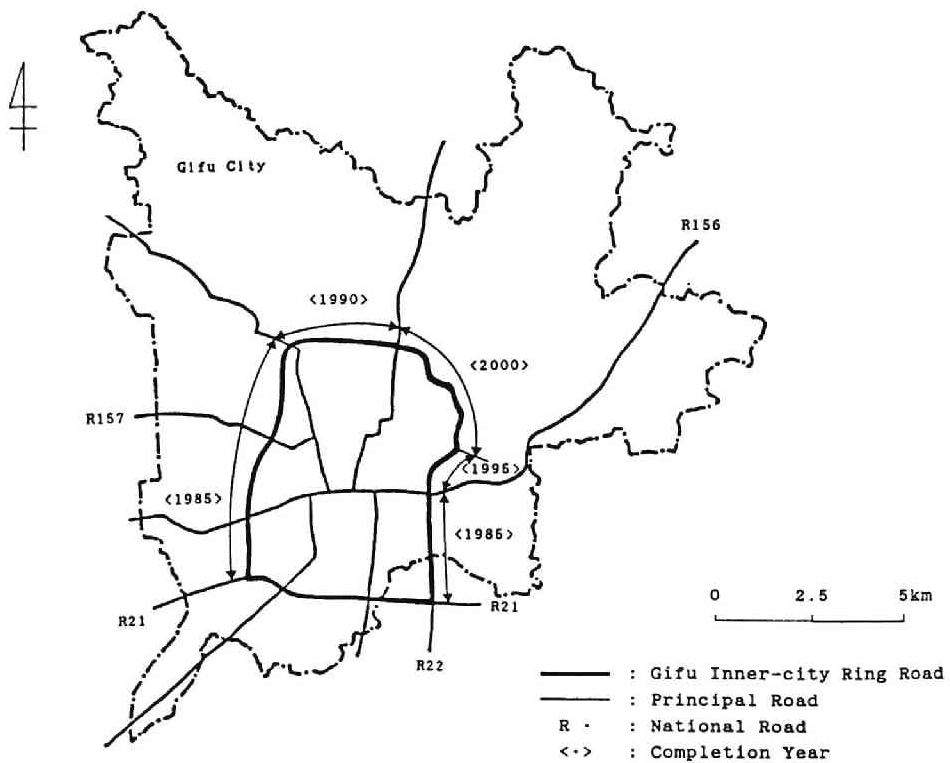 Gifu City
R156
<1990>
<2000>
R157
<1995>
<1985>
<1985>
R21
R21
R22
0 2.5 5km
: Gifu Inner-city Ring Road
: Principal Road
R · : National Road
<·> : Completion Year